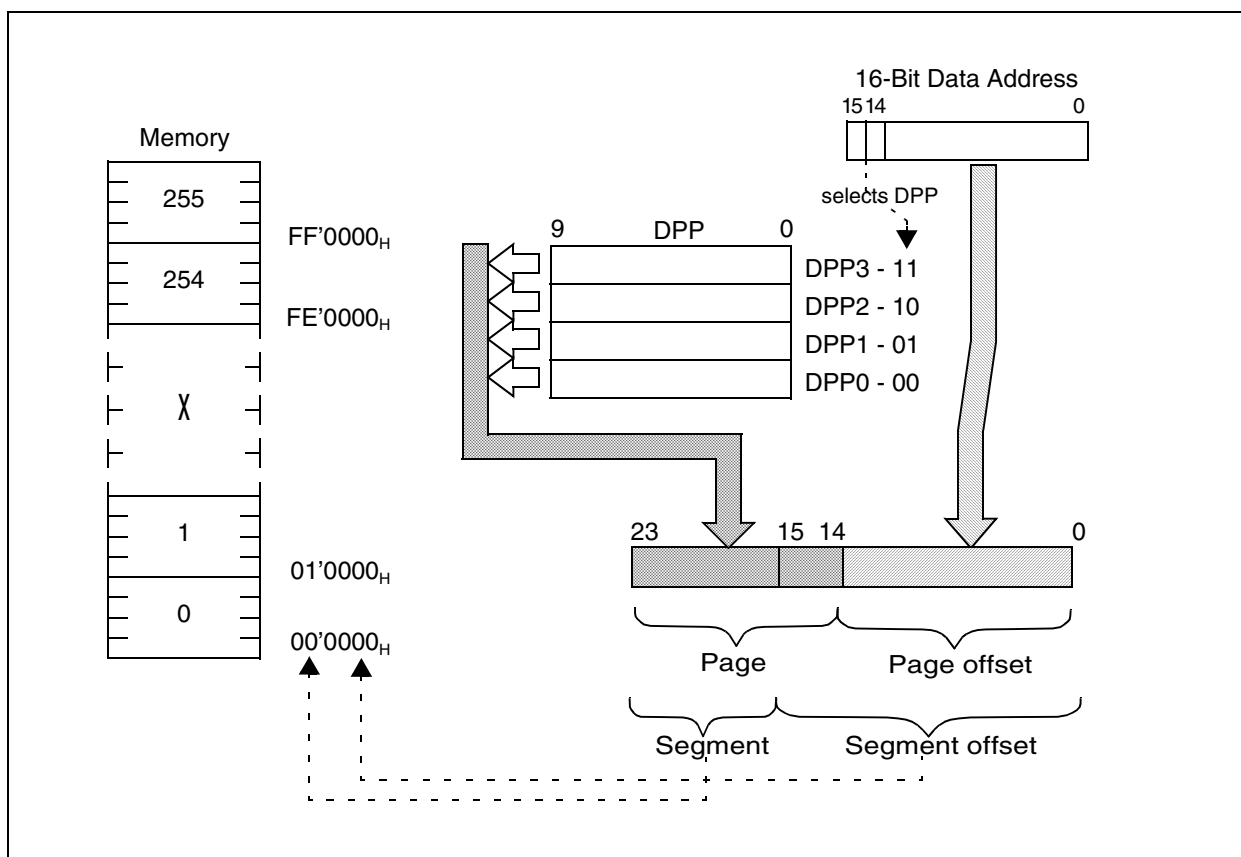 16-Bit Data Address
15 14 0
Memory
255
FF'0000H
254
FE'0000H
X
1
01'0000H
0
00'0000H
selects DPP
9 DPP 0
DPP3 - 11
DPP2 - 10
DPP1 - 01
DPP0 - 00
23 15 14 0
Page Page offset
Segment Segment offset